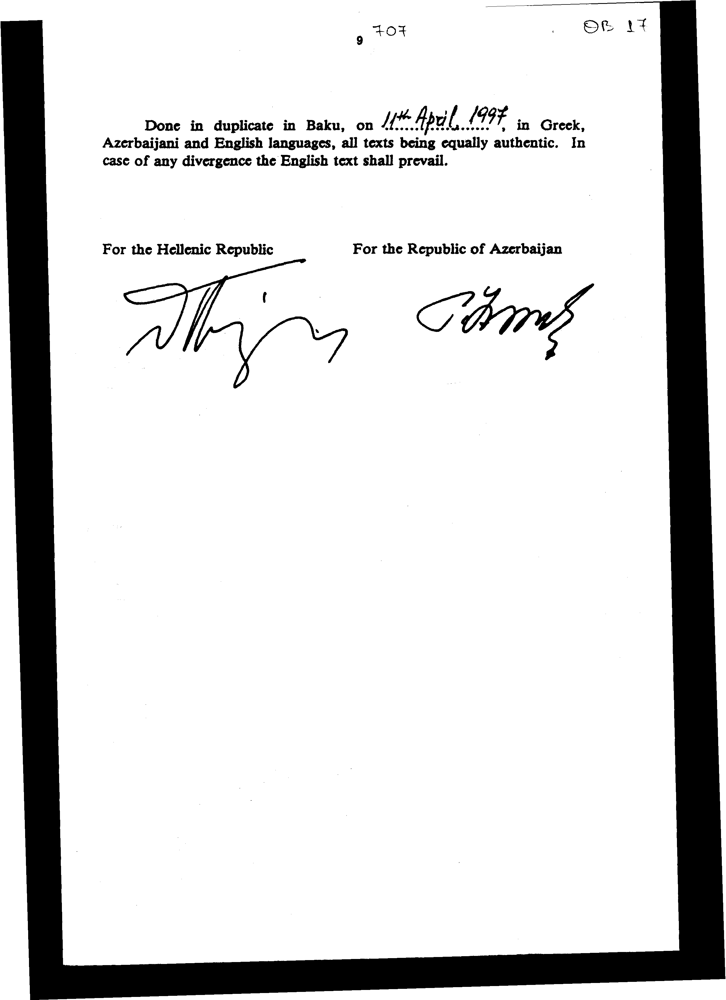 9 707 ΘΒ 17
Done in duplicate in Baku, on 11th April 1997, in Greek,
Azerbaijani and English languages, all texts being equally authentic. In
case of any divergence the English text shall prevail.
For the Hellenic Republic For the Republic of Azerbaijan